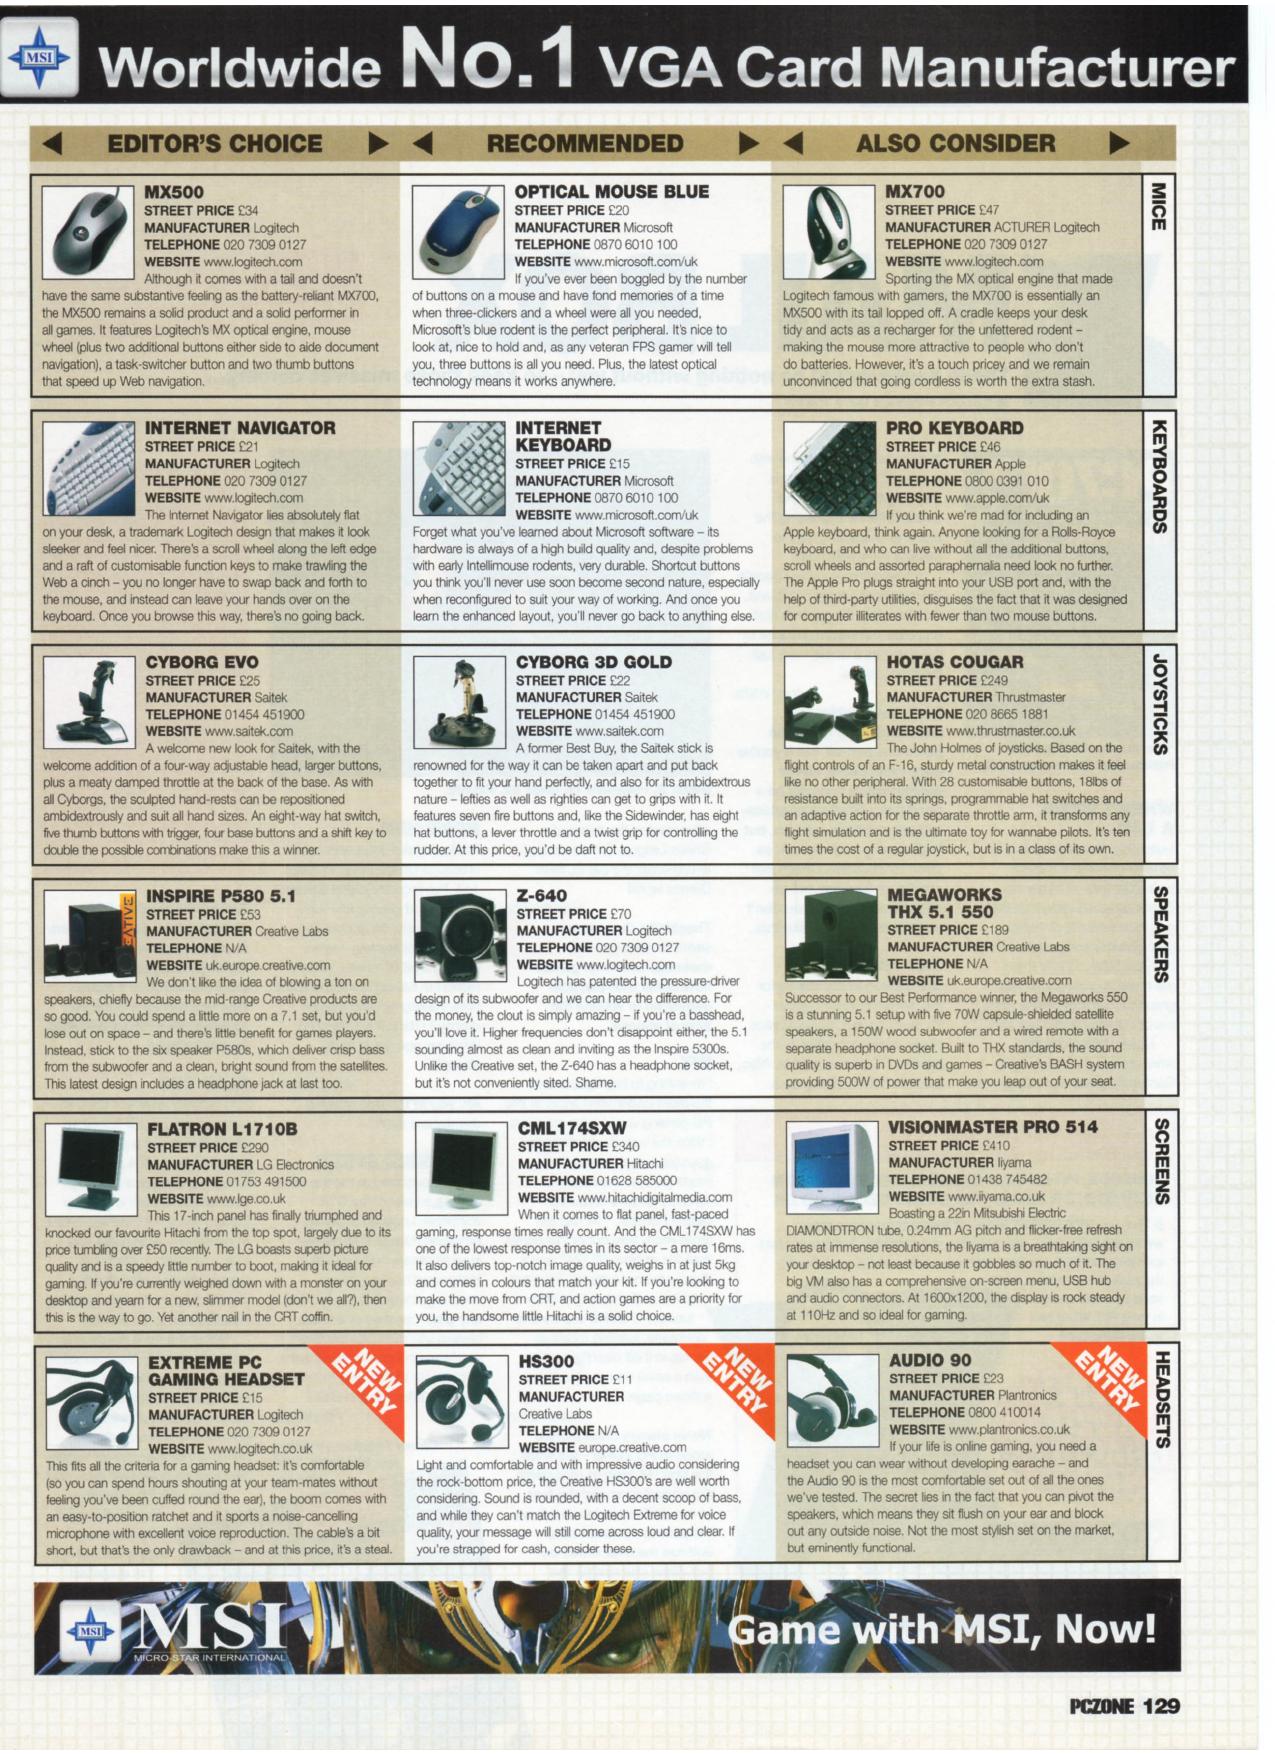 MSI
Worldwide No.1 VGA Card Manufacturer
EDITOR'S CHOICE
RECOMMENDED
ALSO CONSIDER
MICE
MX500
STREET PRICE £34
MANUFACTURER Logitech
TELEPHONE 020 7309 0127
WEBSITE www.logitech.com
Although it comes with a tail and doesn't
have the same substantive feeling as the battery-reliant MX700,
the MX500 remains a solid product and a solid performer in
all games. It features Logitech's MX optical engine, mouse
wheel (plus two additional buttons either side to aide document
navigation), a task-switcher button and two thumb buttons
that speed up Web navigation.
OPTICAL MOUSE BLUE
STREET PRICE £20
MANUFACTURER Microsoft
TELEPHONE 0870 6010 100
WEBSITE www.microsoft.com/uk
If you've ever been boggled by the number
of buttons on a mouse and have fond memories of a time
when three-clickers and a wheel were all you needed,
Microsoft's blue rodent is the perfect peripheral. It's nice to
look at, nice to hold and, as any veteran FPS gamer will tell
you, three buttons is all you need. Plus, the latest optical
technology means it works anywhere.
MX700
STREET PRICE £47
MANUFACTURER ACTURER Logitech
TELEPHONE 020 7309 0127
WEBSITE www.logitech.com
Sporting the MX optical engine that made
Logitech famous with gamers, the MX700 is essentially an
MX500 with its tail lopped off. A cradle keeps your desk
tidy and acts as a recharger for the unfettered rodent –
making the mouse more attractive to people who don't
do batteries. However, it's a touch pricey and we remain
unconvinced that going cordless is worth the extra stash.
KEYBOARDS
INTERNET NAVIGATOR
STREET PRICE £21
MANUFACTURER Logitech
TELEPHONE 020 7309 0127
WEBSITE www.logitech.com
The Internet Navigator lies absolutely flat
on your desk, a trademark Logitech design that makes it look
sleeker and feel nicer. There's a scroll wheel along the left edge
and a raft of customisable function keys to make trawling the
Web a cinch – you no longer have to swap back and forth to
the mouse, and instead can leave your hands over on the
keyboard. Once you browse this way, there's no going back.
INTERNET
KEYBOARD
STREET PRICE £15
MANUFACTURER Microsoft
TELEPHONE 0870 6010 100
WEBSITE www.microsoft.com/uk
Forget what you've learned about Microsoft software – its
hardware is always of a high build quality and, despite problems
with early Intellimouse rodents, very durable. Shortcut buttons
you think you'll never use soon become second nature, especially
when reconfigured to suit your way of working. And once you
learn the enhanced layout, you'll never go back to anything else.
PRO KEYBOARD
STREET PRICE £46
MANUFACTURER Apple
TELEPHONE 0800 0391 010
WEBSITE www.apple.com/uk
If you think we're mad for including an
Apple keyboard, think again. Anyone looking for a Rolls-Royce
keyboard, and who can live without all the additional buttons,
scroll wheels and assorted paraphernalia need look no further.
The Apple Pro plugs straight into your USB port and, with the
help of third-party utilities, disguises the fact that it was designed
for computer illiterates with fewer than two mouse buttons.
JOYSTICKS
CYBORG EVO
STREET PRICE £25
MANUFACTURER Saitek
TELEPHONE 01454 451900
WEBSITE www.saitek.com
A welcome new look for Saitek, with the
welcome addition of a four-way adjustable head, larger buttons,
plus a meaty damped throttle at the back of the base. As with
all Cyborgs, the sculpted hand-rests can be repositioned
ambidextrously and suit all hand sizes. An eight-way hat switch,
five thumb buttons with trigger, four base buttons and a shift key to
double the possible combinations make this a winner.
CYBORG 3D GOLD
STREET PRICE £22
MANUFACTURER Saitek
TELEPHONE 01454 451900
WEBSITE www.saitek.com
A former Best Buy, the Saitek stick is
renowned for the way it can be taken apart and put back
together to fit your hand perfectly, and also for its ambidextrous
nature – lefties as well as righties can get to grips with it. It
features seven fire buttons and, like the Sidewinder, has eight
hat buttons, a lever throttle and a twist grip for controlling the
rudder. At this price, you'd be daft not to.
HOTAS COUGAR
STREET PRICE £249
MANUFACTURER Thrustmaster
TELEPHONE 020 8665 1881
WEBSITE www.thrustmaster.co.uk
The John Holmes of joysticks. Based on the
flight controls of an F-16, sturdy metal construction makes it feel
like no other peripheral. With 28 customisable buttons, 18lbs of
resistance built into its springs, programmable hat switches and
an adaptive action for the separate throttle arm, it transforms any
flight simulation and is the ultimate toy for wannabe pilots. It's ten
times the cost of a regular joystick, but is in a class of its own.
SPEAKERS
INSPIRE P580 5.1
STREET PRICE £53
MANUFACTURER Creative Labs
TELEPHONE N/A
WEBSITE uk.europe.creative.com
We don't like the idea of blowing a ton on
speakers, chiefly because the mid-range Creative products are
so good. You could spend a little more on a 7.1 set, but you'd
lose out on space – and there's little benefit for games players.
Instead, stick to the six speaker P580s, which deliver crisp bass
from the subwoofer and a clean, bright sound from the satellites.
This latest design includes a headphone jack at last too.
Z-640
STREET PRICE £70
MANUFACTURER Logitech
TELEPHONE 020 7309 0127
WEBSITE www.logitech.com
Logitech has patented the pressure-driver
design of its subwoofer and we can hear the difference. For
the money, the clout is simply amazing – if you're a basshead,
you'll love it. Higher frequencies don't disappoint either, the 5.1
sounding almost as clean and inviting as the Inspire 5300s.
Unlike the Creative set, the Z-640 has a headphone socket,
but it's not conveniently sited. Shame.
MEGAWORKS
THX 5.1 550
STREET PRICE £189
MANUFACTURER Creative Labs
TELEPHONE N/A
WEBSITE uk.europe.creative.com
Successor to our Best Performance winner, the Megaworks 550
is a stunning 5.1 setup with five 70W capsule-shielded satellite
speakers, a 150W wood subwoofer and a wired remote with a
separate headphone socket. Built to THX standards, the sound
quality is superb in DVDs and games – Creative's BASH system
providing 500W of power that make you leap out of your seat.
SCREENS
FLATRON L1710B
STREET PRICE £290
MANUFACTURER LG Electronics
TELEPHONE 01753 491500
WEBSITE www.lge.co.uk
This 17-inch panel has finally triumphed and
knocked our favourite Hitachi from the top spot, largely due to its
price tumbling over £50 recently. The LG boasts superb picture
quality and is a speedy little number to boot, making it ideal for
gaming. If you're currently weighed down with a monster on your
desktop and yearn for a new, slimmer model (don't we all?), then
this is the way to go. Yet another nail in the CRT coffin.
CML174SXW
STREET PRICE £340
MANUFACTURER Hitachi
TELEPHONE 01628 585000
WEBSITE www.hitachidigitalmedia.com
When it comes to flat panel, fast-paced
gaming, response times really count. And the CML174SXW has
one of the lowest response times in its sector – a mere 16ms.
It also delivers top-notch image quality, weighs in at just 5kg
and comes in colours that match your kit. If you're looking to
make the move from CRT, and action games are a priority for
you, the handsome little Hitachi is a solid choice.
VISIONMASTER PRO 514
STREET PRICE £410
MANUFACTURER Iiyama
TELEPHONE 01438 745482
WEBSITE www.iiyama.co.uk
Boasting a 22in Mitsubishi Electric
DIAMONDTRON tube, 0.24mm AG pitch and flicker-free refresh
rates at immense resolutions, the Iiyama is a breathtaking sight on
your desktop – not least because it gobbles so much of it. The
big VM also has a comprehensive on-screen menu, USB hub
and audio connectors. At 1600x1200, the display is rock steady
at 110Hz and so ideal for gaming.
HEADSETS
EXTREME PC
GAMING HEADSET
NEW
ENTRY
STREET PRICE £15
MANUFACTURER Logitech
TELEPHONE 020 7309 0127
WEBSITE www.logitech.co.uk
This fits all the criteria for a gaming headset: it's comfortable
(so you can spend hours shouting at your team-mates without
feeling you've been cuffed round the ear), the boom comes with
an easy-to-position ratchet and it sports a noise-cancelling
microphone with excellent voice reproduction. The cable's a bit
short, but that's the only drawback – and at this price, it's a steal.
HS300
NEW
ENTRY
STREET PRICE £11
MANUFACTURER
Creative Labs
TELEPHONE N/A
WEBSITE europe.creative.com
Light and comfortable and with impressive audio considering
the rock-bottom price, the Creative HS300's are well worth
considering. Sound is rounded, with a decent scoop of bass,
and while they can't match the Logitech Extreme for voice
quality, your message will still come across loud and clear. If
you're strapped for cash, consider these.
AUDIO 90
NEW
ENTRY
STREET PRICE £23
MANUFACTURER Plantronics
TELEPHONE 0800 410014
WEBSITE www.plantronics.co.uk
If your life is online gaming, you need a
headset you can wear without developing earache – and
the Audio 90 is the most comfortable set out of all the ones
we've tested. The secret lies in the fact that you can pivot the
speakers, which means they sit flush on your ear and block
out any outside noise. Not the most stylish set on the market,
but eminently functional.
MSI
MSI
MICRO-STAR INTERNATIONAL
Game with MSI, Now!
PCZONE 129